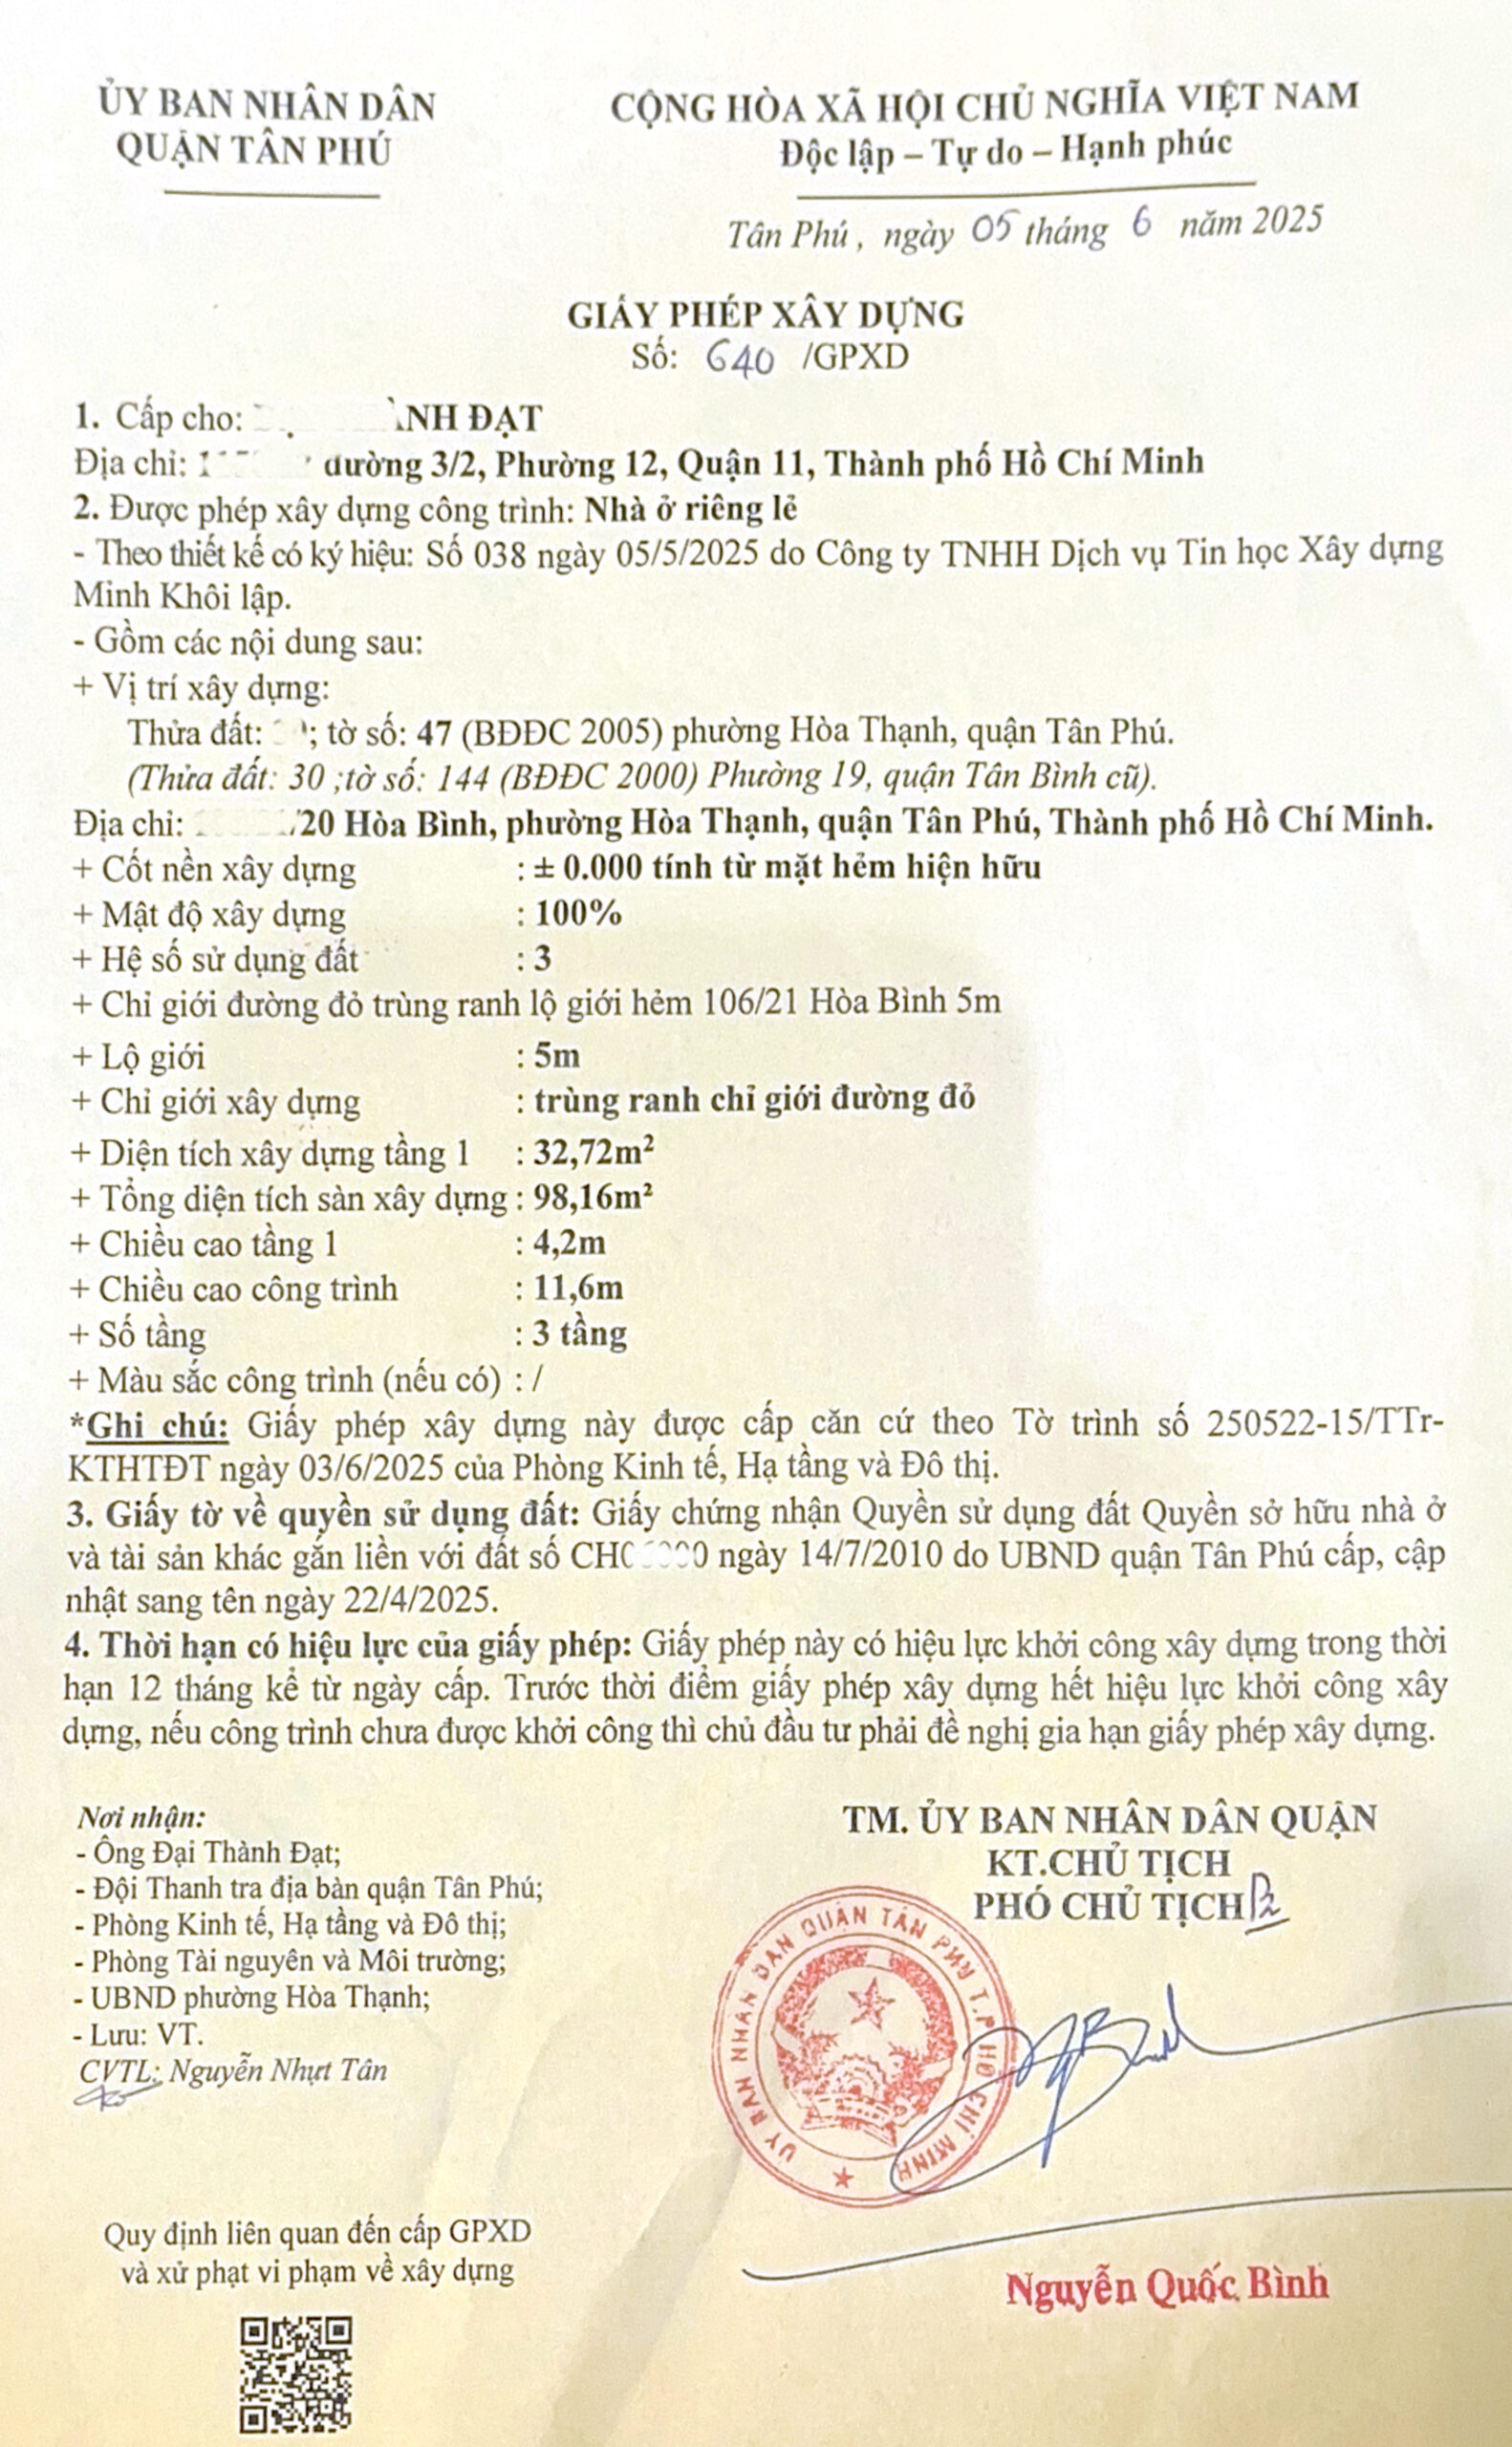 ỦY BAN NHÂN DÂN
QUẬN TÂN PHÚ
CỘNG HÒA XÃ HỘI CHỦ NGHĨA VIỆT NAM
Độc lập – Tự do – Hạnh phúc
Tân Phú, ngày 05 tháng 6 năm 2025
GIẤY PHÉP XÂY DỰNG
Số: 640 /GPXD
1. Cấp cho: ĐẠT
Địa chỉ: đường 3/2, Phường 12, Quận 11, Thành phố Hồ Chí Minh
2. Được phép xây dựng công trình: Nhà ở riêng lẻ
- Theo thiết kế có ký hiệu: Số 038 ngày 05/5/2025 do Công ty TNHH Dịch vụ Tin học Xây dựng
Minh Khôi lập.
- Gồm các nội dung sau:
+ Vị trí xây dựng:
Thửa đất: ; tờ số: 47 (BĐĐC 2005) phường Hòa Thạnh, quận Tân Phú.
(Thửa đất: 30 ;tờ số: 144 (BĐĐC 2000) Phường 19, quận Tân Bình cũ).
Địa chỉ: /20 Hòa Bình, phường Hòa Thạnh, quận Tân Phú, Thành phố Hồ Chí Minh.
+ Cốt nền xây dựng : ± 0.000 tính từ mặt hẻm hiện hữu
+ Mật độ xây dựng : 100%
+ Hệ số sử dụng đất : 3
+ Chỉ giới đường đỏ trùng ranh lộ giới hẻm 106/21 Hòa Bình 5m
+ Lộ giới : 5m
+ Chỉ giới xây dựng : trùng ranh chỉ giới đường đỏ
+ Diện tích xây dựng tầng 1 : 32,72m²
+ Tổng diện tích sàn xây dựng : 98,16m²
+ Chiều cao tầng 1 : 4,2m
+ Chiều cao công trình : 11,6m
+ Số tầng : 3 tầng
+ Màu sắc công trình (nếu có) : /
*Ghi chú: Giấy phép xây dựng này được cấp căn cứ theo Tờ trình số 250522-15/TTr-
KTHTĐT ngày 03/6/2025 của Phòng Kinh tế, Hạ tầng và Đô thị.
3. Giấy tờ về quyền sử dụng đất: Giấy chứng nhận Quyền sử dụng đất Quyền sở hữu nhà ở
và tài sản khác gắn liền với đất số ngày 14/7/2010 do UBND quận Tân Phú cấp, cập
nhật sang tên ngày 22/4/2025.
4. Thời hạn có hiệu lực của giấy phép: Giấy phép này có hiệu lực khởi công xây dựng trong thời
hạn 12 tháng kể từ ngày cấp. Trước thời điểm giấy phép xây dựng hết hiệu lực khởi công xây
dựng, nếu công trình chưa được khởi công thì chủ đầu tư phải đề nghị gia hạn giấy phép xây dựng.
Nơi nhận:
- Ông Đại Thành Đạt;
- Đội Thanh tra địa bàn quận Tân Phú;
- Phòng Kinh tế, Hạ tầng và Đô thị;
- Phòng Tài nguyên và Môi trường;
- UBND phường Hòa Thạnh;
- Lưu: VT.
CVTL: Nguyễn Nhựt Tân
TM. ỦY BAN NHÂN DÂN QUẬN
KT.CHỦ TỊCH
PHÓ CHỦ TỊCH
ỦY BAN NHÂN DÂN QUẬN TÂN PHÚ T.P HỒ CHÍ MINH
Nguyễn Quốc Bình
Quy định liên quan đến cấp GPXD
và xử phạt vi phạm về xây dựng